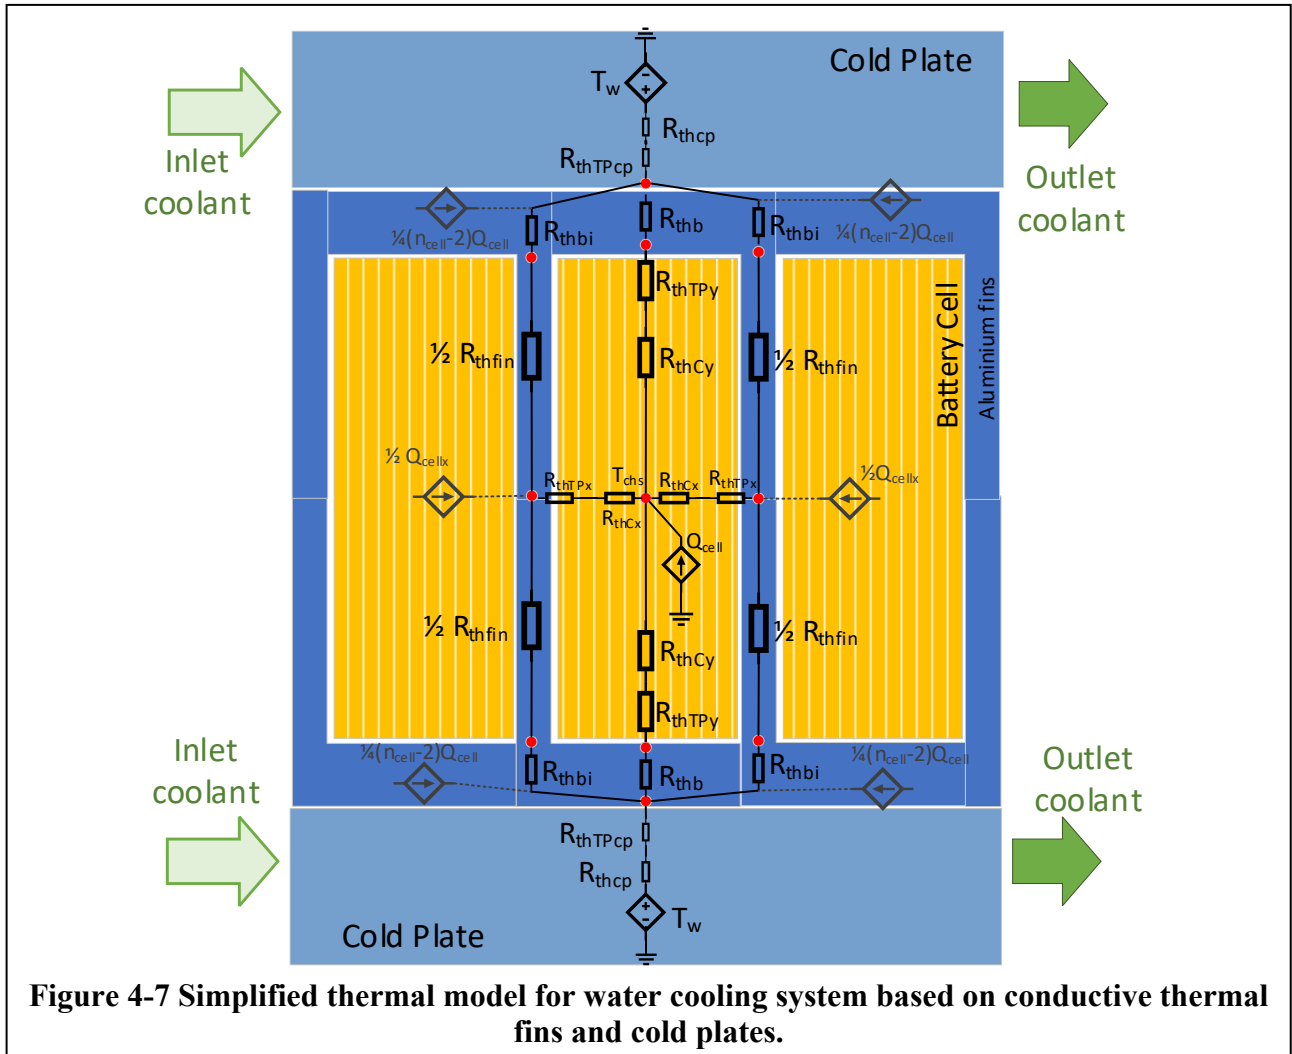 Cold Plate
Tw
Rthcp
RthTPcp
Inlet
coolant
Outlet
coolant
¼(ncell-2)Qcell
Rthbi
Rthb
Rthbi
¼(ncell-2)Qcell
RthTPy
½ Rthfin
RthCy
½ Rthfin
Battery Cell
Aluminium fins
½ Qcellx
RthTPx
Tchs
RthCx
RthTPx
½Qcellx
RthCx
Qcell
½ Rthfin
RthCy
½ Rthfin
RthTPy
Inlet
coolant
¼(ncell-2)Qcell
Rthbi
Rthb
Rthbi
¼(ncell-2)Qcell
Outlet
coolant
RthTPcp
Rthcp
Tw
Cold Plate
Figure 4-7 Simplified thermal model for water cooling system based on conductive thermal
fins and cold plates.